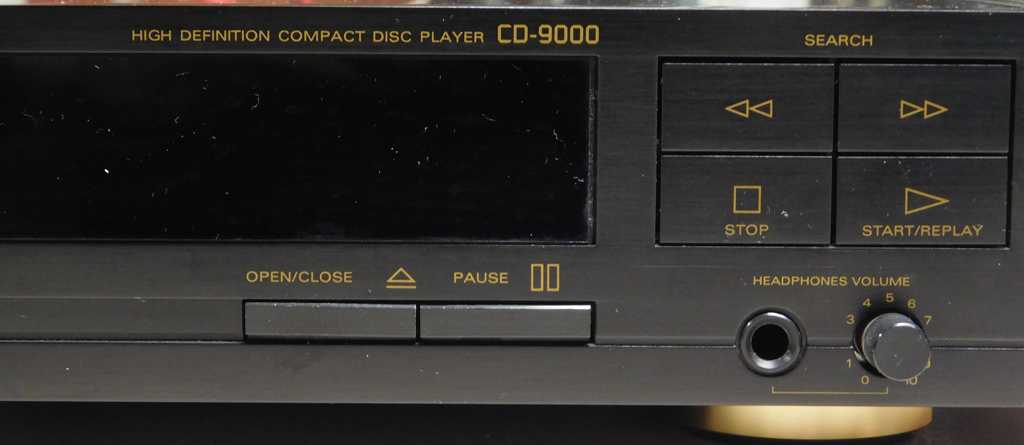 HIGH DEFINITION COMPACT DISC PLAYER CD-9000
SEARCH
STOP
START/REPLAY
OPEN/CLOSE
PAUSE
HEADPHONES VOLUME
5
4
6
3
7
1
0
10